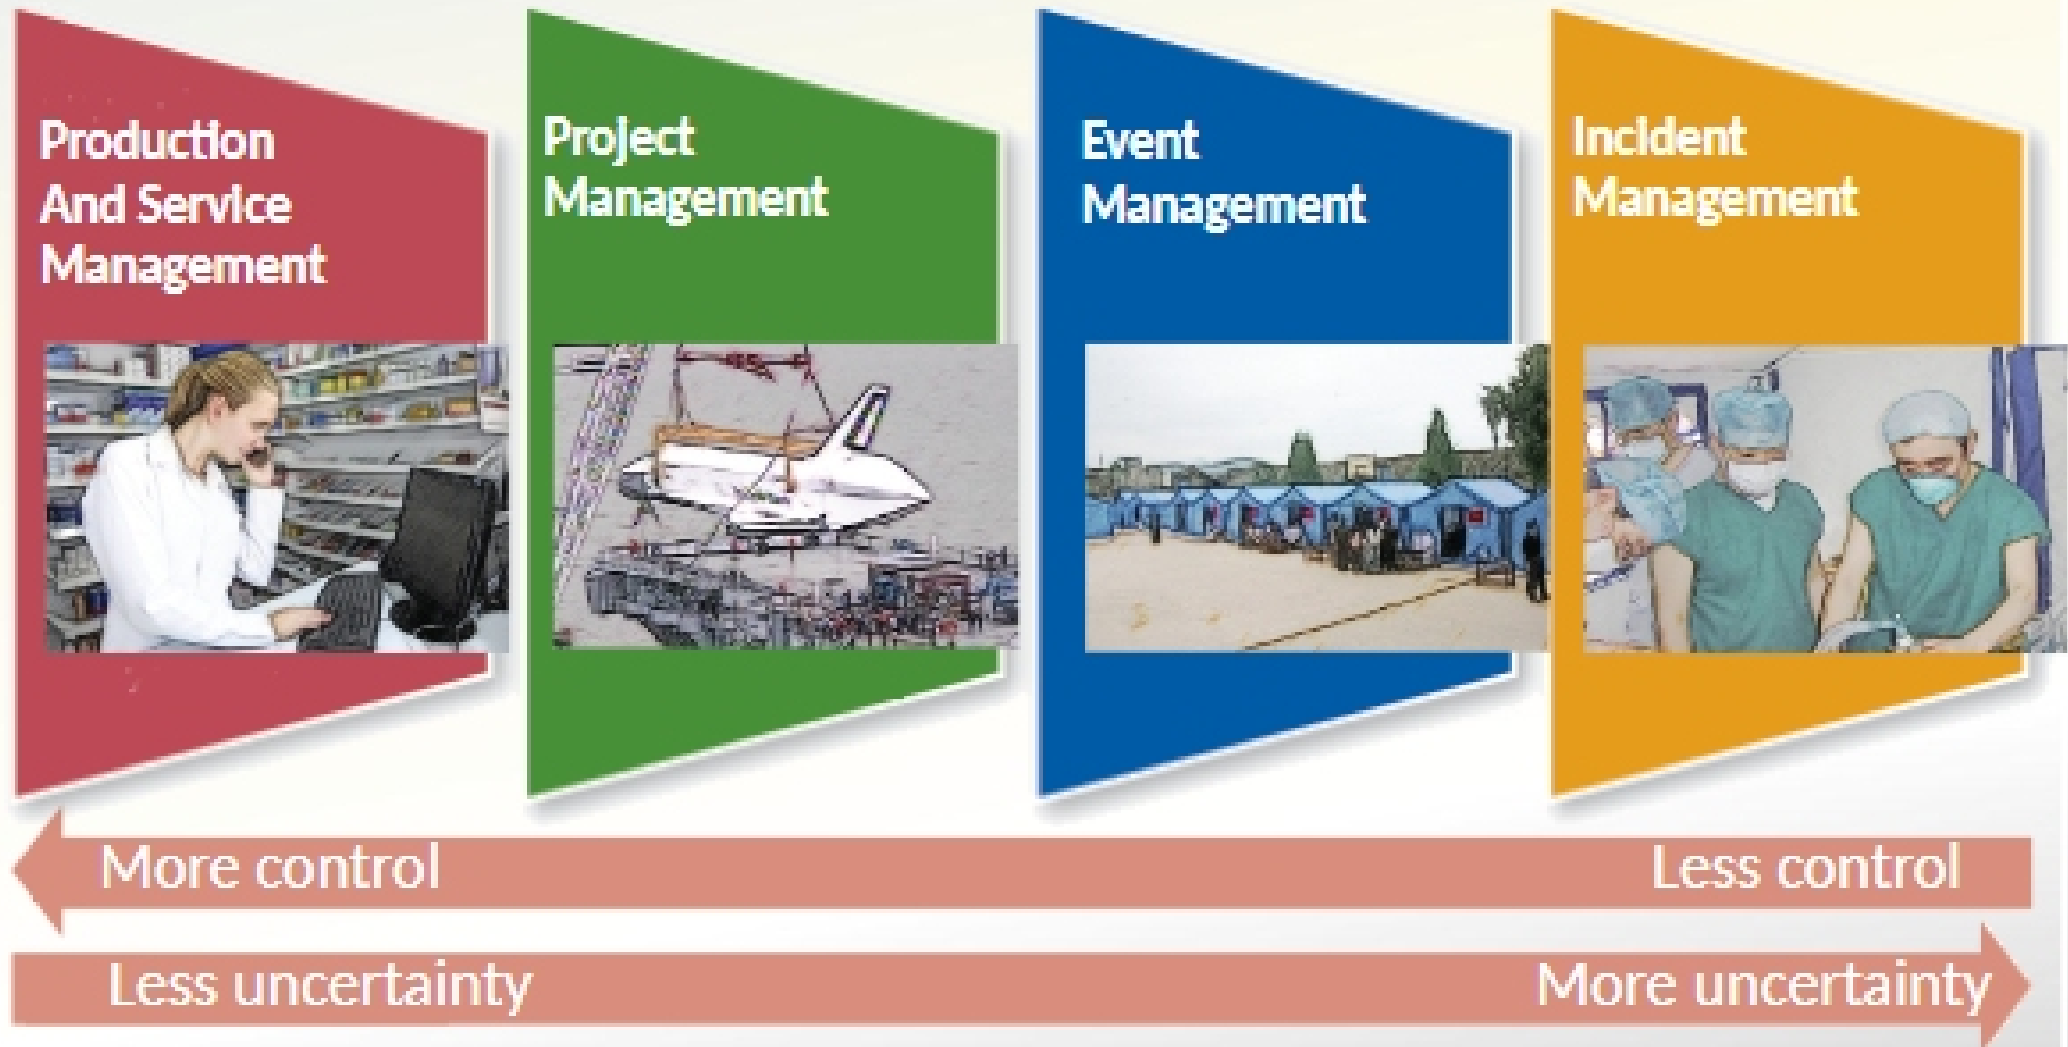 Production
And Service
Management
Project
Management
Event
Management
Incident
Management
More control
Less control
Less uncertainty
More uncertainty